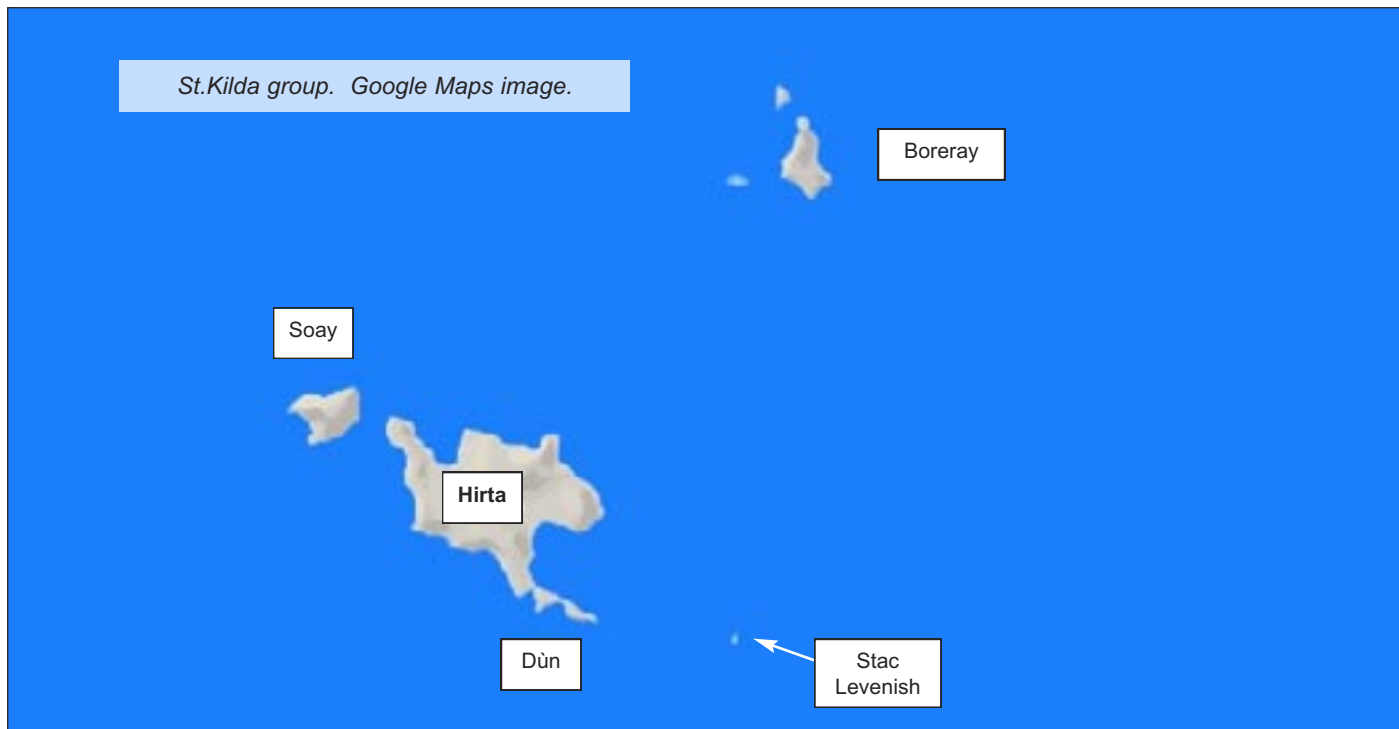 St.Kilda group. Google Maps image.
Boreray
Soay
Hirta
Dùn
Stac
Levenish